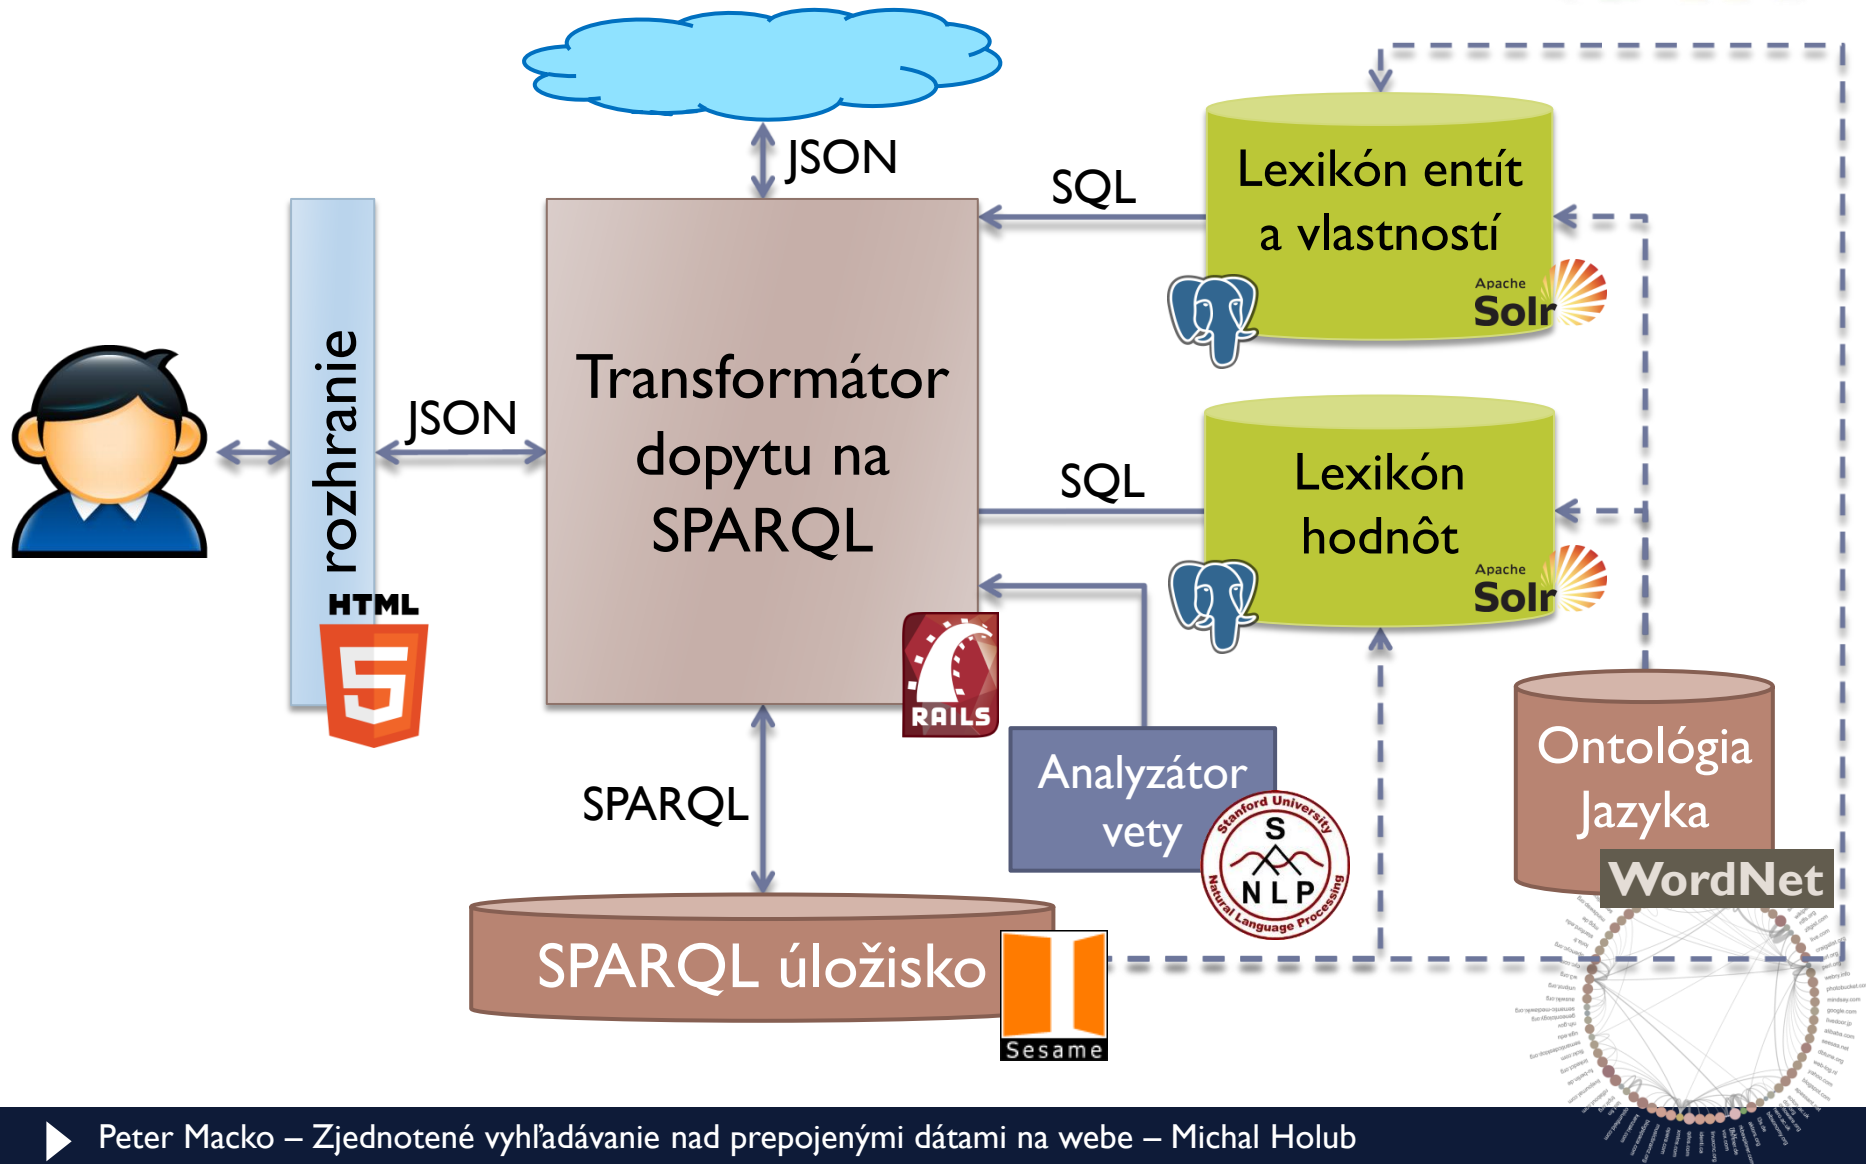 JSON
SQL
Lexikón entít
a vlastností
Apache
Solr
rozhranie
JSON
HTML
Transformátor
dopytu na
SPARQL
RAILS
SQL
Lexikón
hodnôt
Apache
Solr
SPARQL
Analyzátor
vety
Stanford University
S
NLP
Natural Language Processing
Ontológia
Jazyka
WordNet
SPARQL úložisko
Sesame
Peter Macko – Zjednotené vyhľadávanie nad prepojenými dátami na webe – Michal Holub